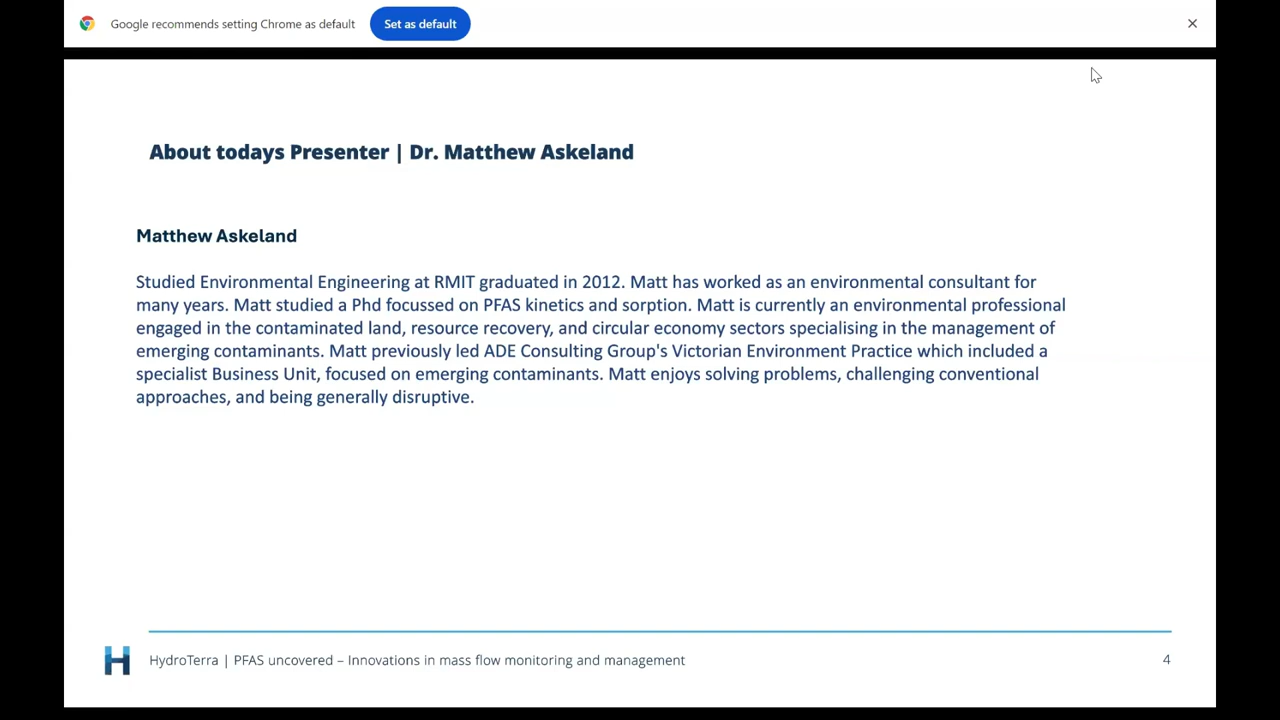 Google recommends setting Chrome as default
Set as default
About todays Presenter | Dr. Matthew Askeland
Matthew Askeland
Studied Environmental Engineering at RMIT graduated in 2012. Matt has worked as an environmental consultant for
many years. Matt studied a Phd focussed on PFAS kinetics and sorption. Matt is currently an environmental professional
engaged in the contaminated land, resource recovery, and circular economy sectors specialising in the management of
emerging contaminants. Matt previously led ADE Consulting Group's Victorian Environment Practice which included a
specialist Business Unit, focused on emerging contaminants. Matt enjoys solving problems, challenging conventional
approaches, and being generally disruptive.
HydroTerra | PFAS uncovered – Innovations in mass flow monitoring and management
4